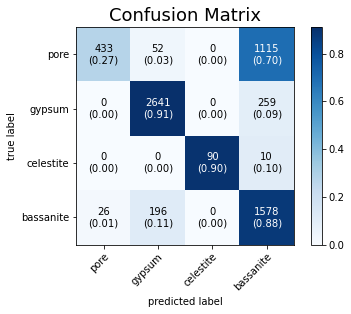 Confusion Matrix
pore 433 52 0 1115
(0.27) (0.03) (0.00) (0.70)
gypsum 0 2641 0 259
(0.00) (0.91) (0.00) (0.09)
celestite 0 0 90 10
(0.00) (0.00) (0.90) (0.10)
bassanite 26 196 0 1578
(0.01) (0.11) (0.00) (0.88)
true label
pore gypsum celestite bassanite
predicted label
0.8
0.6
0.4
0.2
0.0